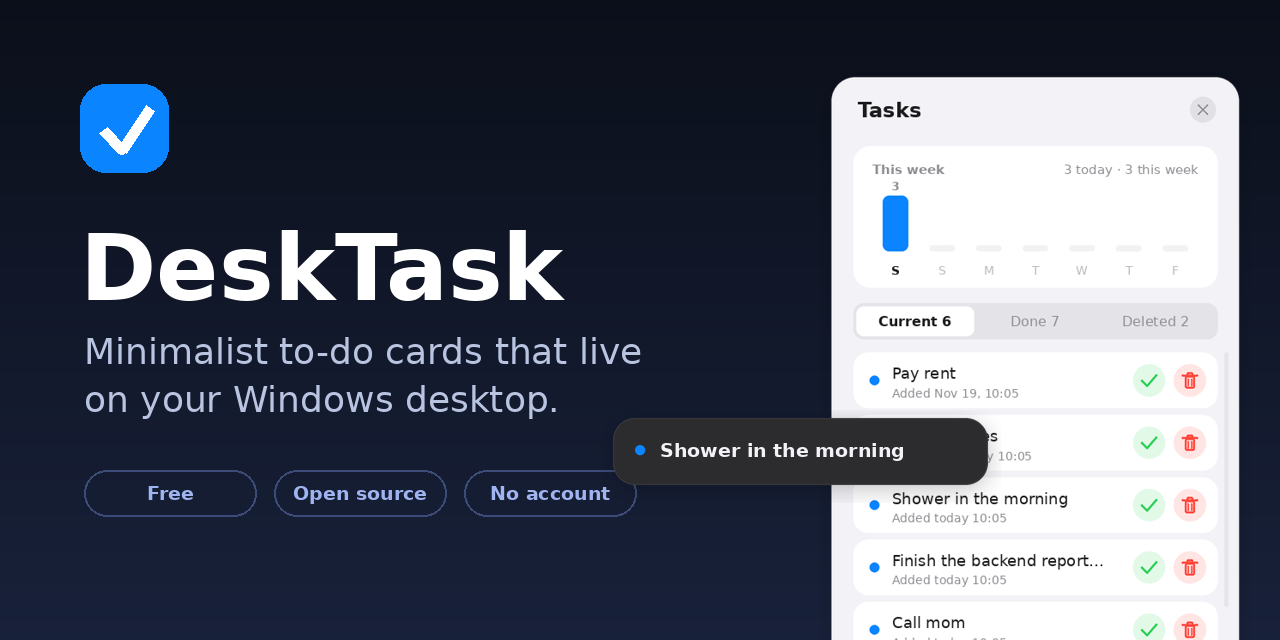 DeskTask
Minimalist to-do cards that live
on your Windows desktop.
Free
Open source
No account
Tasks
This week
3 today · 3 this week
3
S S M T W T F
Current 6
Done 7
Deleted 2
Pay rent
Added Nov 19, 10:05
10:05
Shower in the morning
Shower in the morning
Added today 10:05
Finish the backend report…
Added today 10:05
Call mom